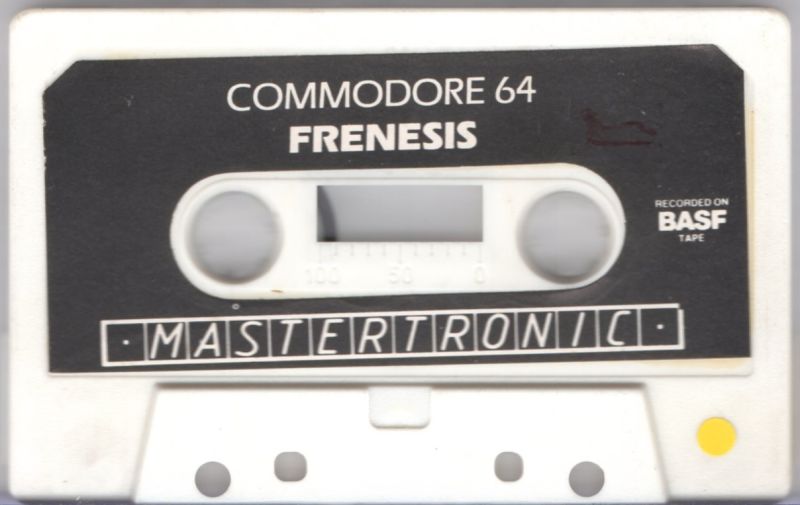 COMMODORE 64
FRENESIS
RECORDED ON
BASF
TAPE
100 50 0
·MASTERTRONIC·